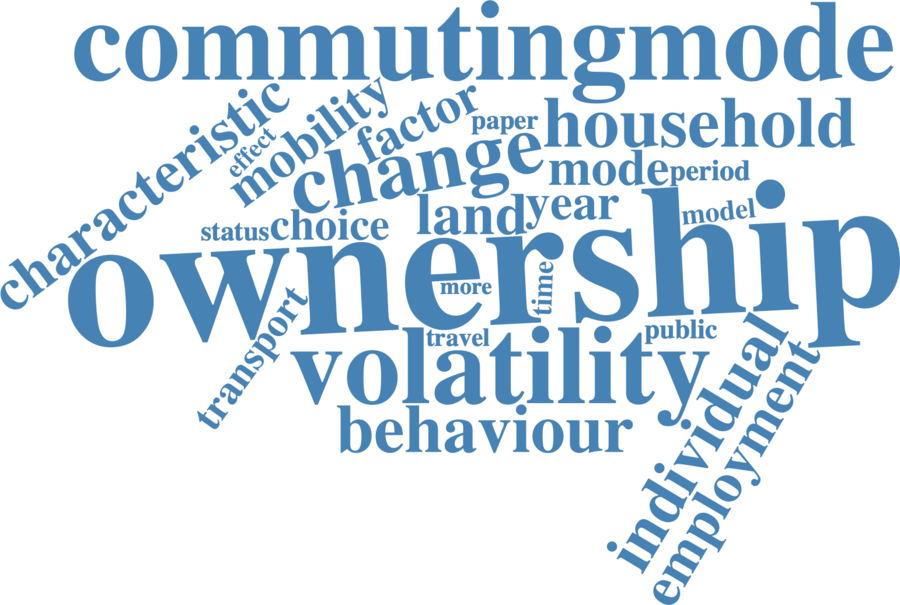 commutingmode
characteristic
mobility
factor
effect
paper
household
change
mode
period
land
year
model
status
choice
ownership
more
time
transport
travel
public
volatility
behaviour
individual
employment